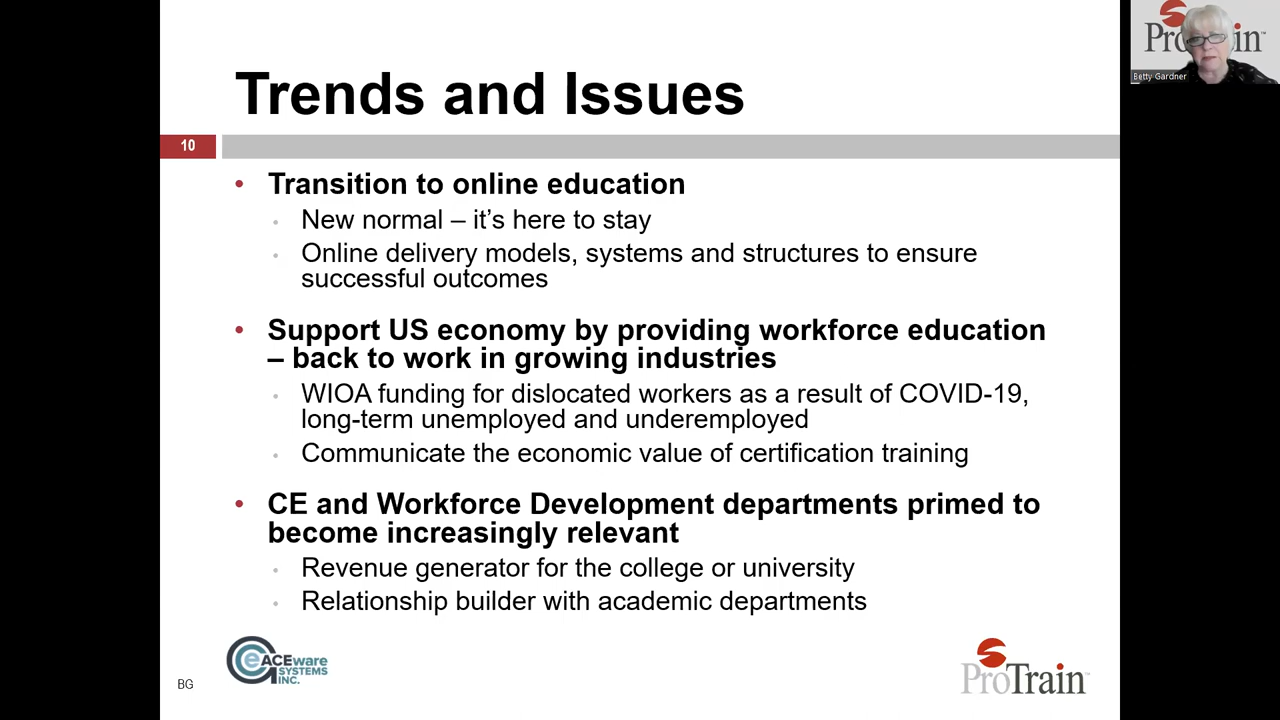 Trends and Issues
10
• Transition to online education
• New normal – it’s here to stay
• Online delivery models, systems and structures to ensure
successful outcomes
• Support US economy by providing workforce education
– back to work in growing industries
• WIOA funding for dislocated workers as a result of COVID-19,
long-term unemployed and underemployed
• Communicate the economic value of certification training
• CE and Workforce Development departments primed to
become increasingly relevant
• Revenue generator for the college or university
• Relationship builder with academic departments
BG
eACEware
SYSTEMS
INC.
ProTrain™
Betty Gardner